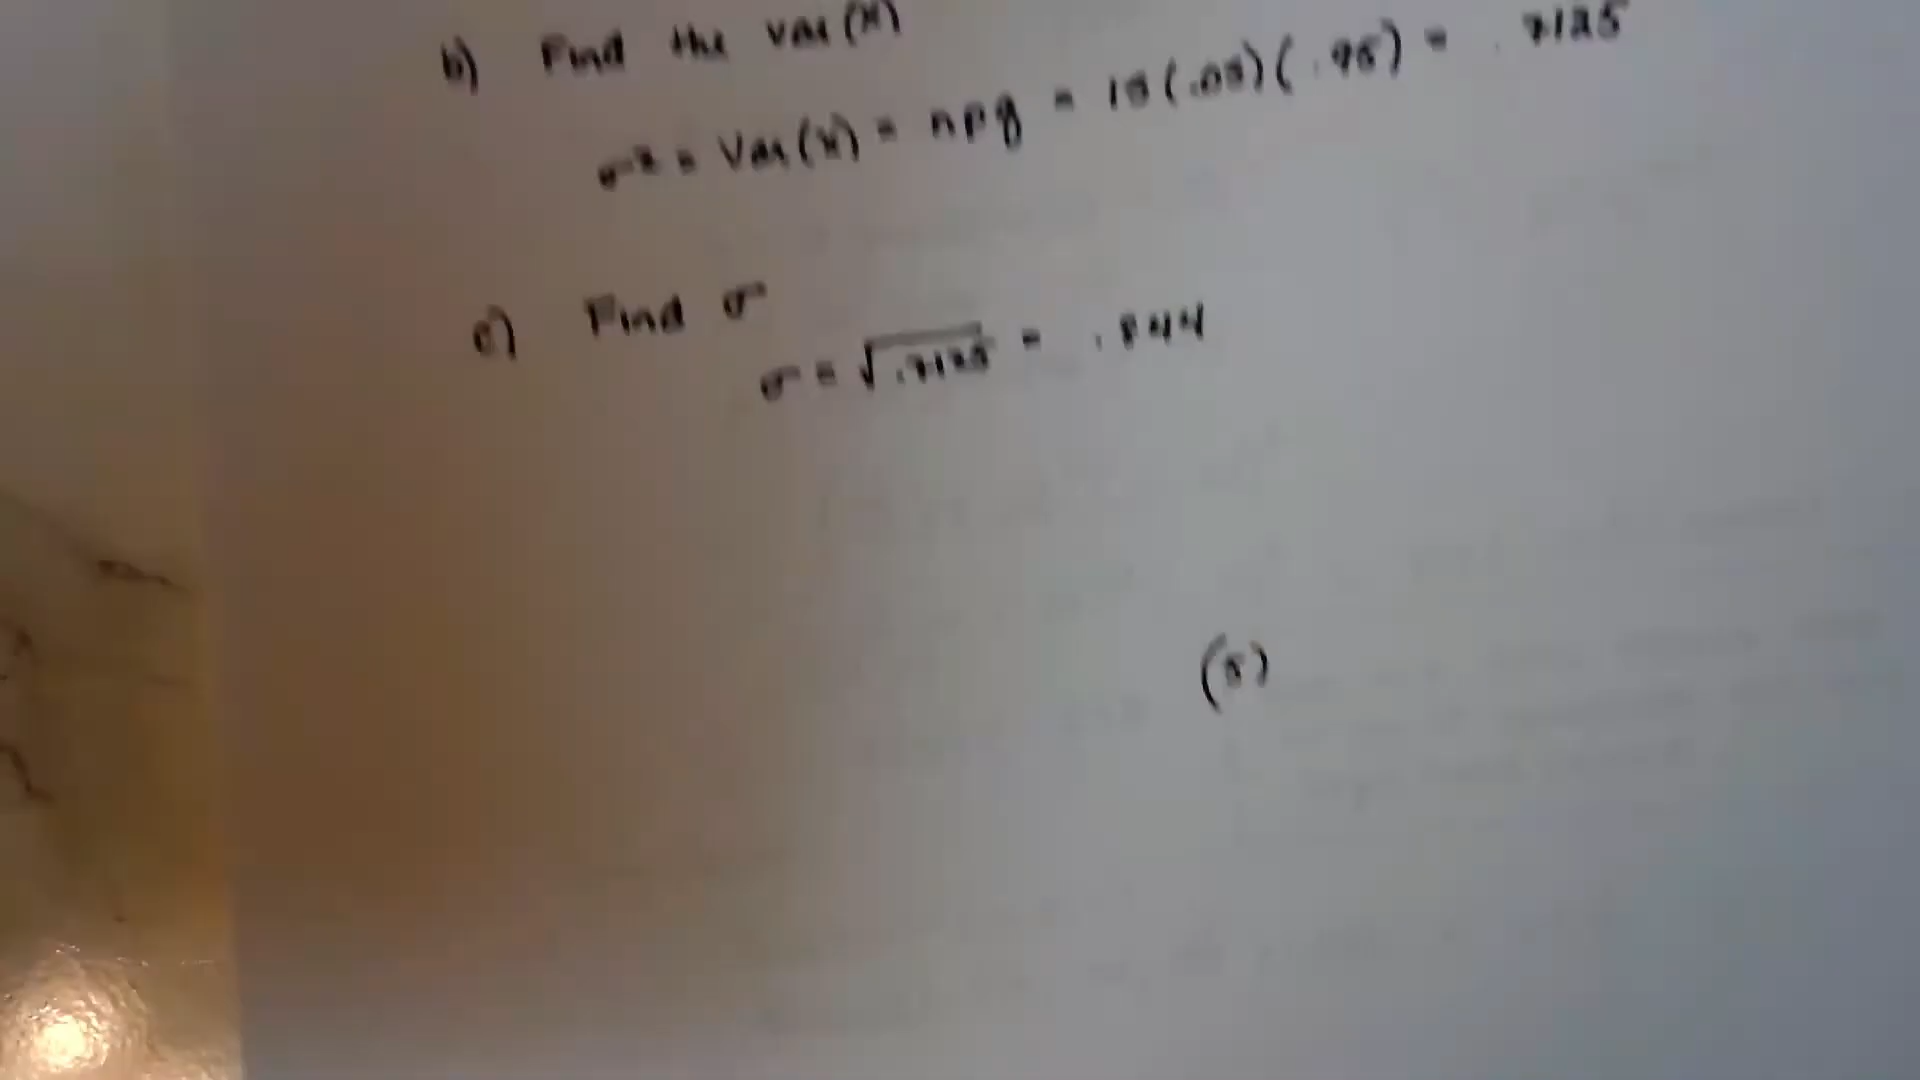 b) Find the Var(X)
σ² = Var(X) = npq = 15(.05)(.95) = .7125
c) Find σ
σ = √.7125 = .844
(5)